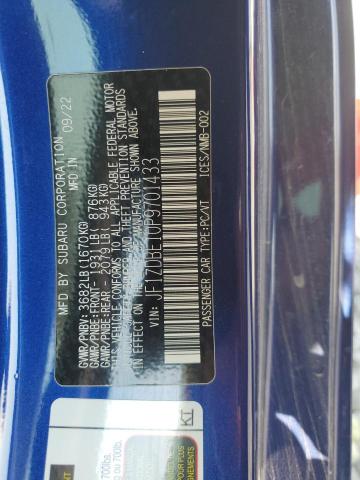 MFD BY SUBARU CORPORATION
MFD.IN 09/22
GVWR/PNBV: 3682LB(1670KG)
GAWR/PNBE:FRONT- 1931LB( 876KG)
GAWR/PNBE:REAR - 2079LB( 943KG)
THIS VEHICLE CONFORMS TO ALL APPLICABLE FEDERAL MOTOR
VEHICLE SAFETY, BUMPER, AND THEFT PREVENTION STANDARDS
IN EFFECT ON THE DATE OF MANUFACTURE SHOWN ABOVE.
VIN: JF1ZDBE10P9701433
PASSENGER CAR/VOITURE PARTICULIERE
TYPE:PC/VT
ICES/NMB-002